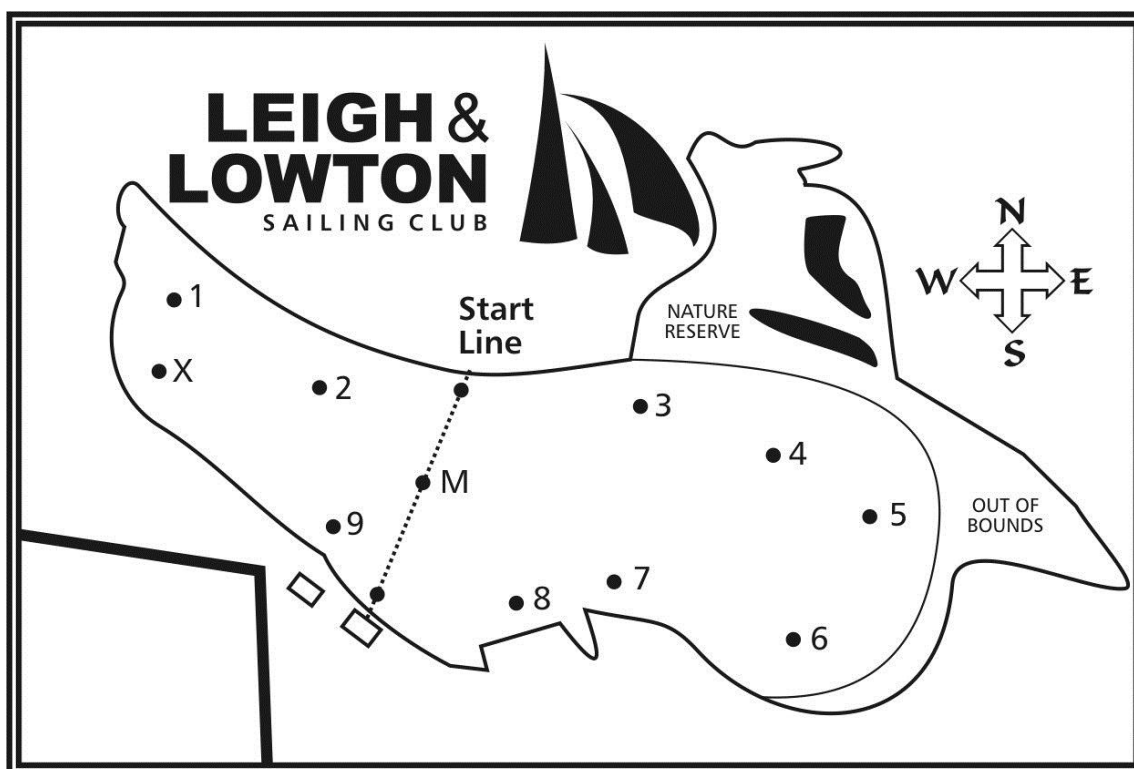 LEIGH &
LOWTON
SAILING CLUB
N
W E
S
Start
Line
NATURE
RESERVE
1
X
2
3
4
M
5
OUT OF
BOUNDS
9
7
8
6